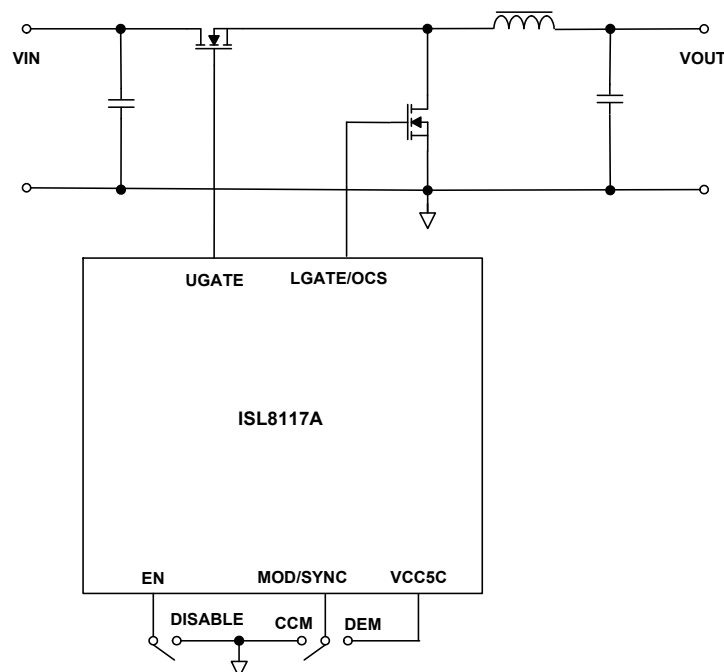 VIN
VOUT
UGATE
LGATE/OCS
ISL8117A
EN
MOD/SYNC
VCC5C
DISABLE
CCM
DEM